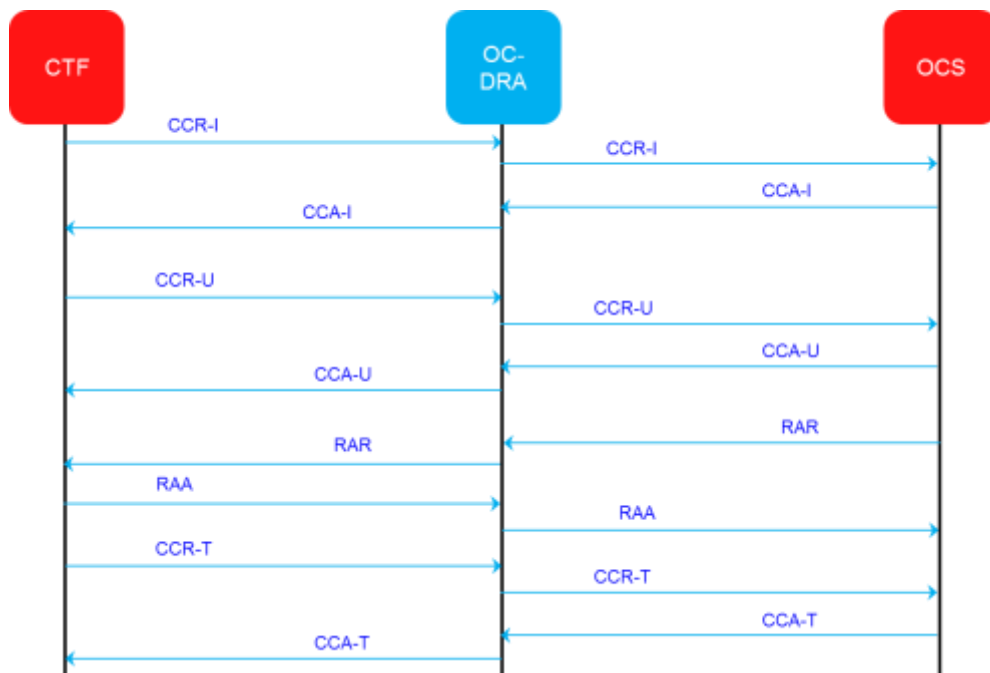 CTF
OC-
DRA
OCS
CCR-I
CCR-I
CCA-I
CCA-I
CCR-U
CCR-U
CCA-U
CCA-U
RAR
RAR
RAA
RAA
CCR-T
CCR-T
CCA-T
CCA-T